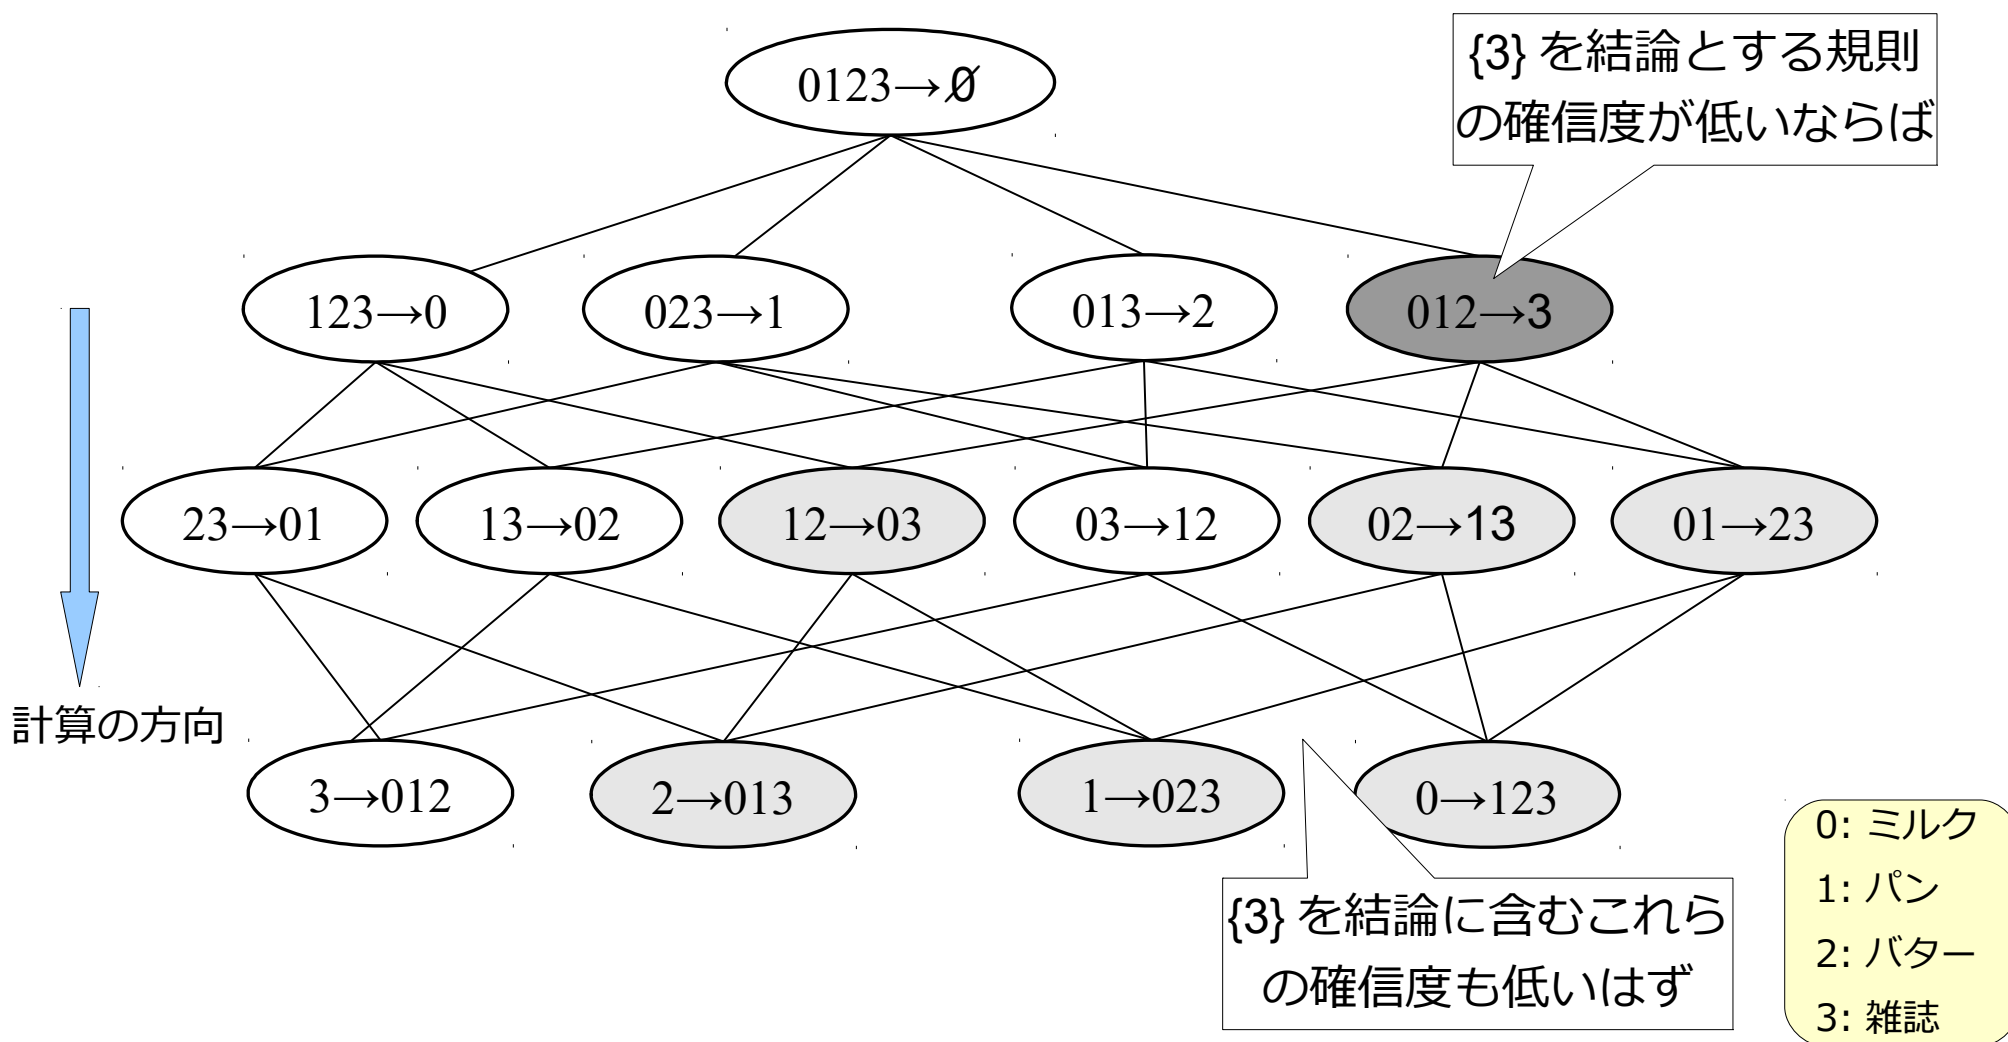 0123→∅
{3} を結論とする規則
の確信度が低いならば
123→0
023→1
013→2
012→3
23→01
13→02
12→03
03→12
02→13
01→23
計算の方向
3→012
2→013
1→023
0→123
{3} を結論に含むこれら
の確信度も低いはず
0: ミルク
1: パン
2: バター
3: 雑誌